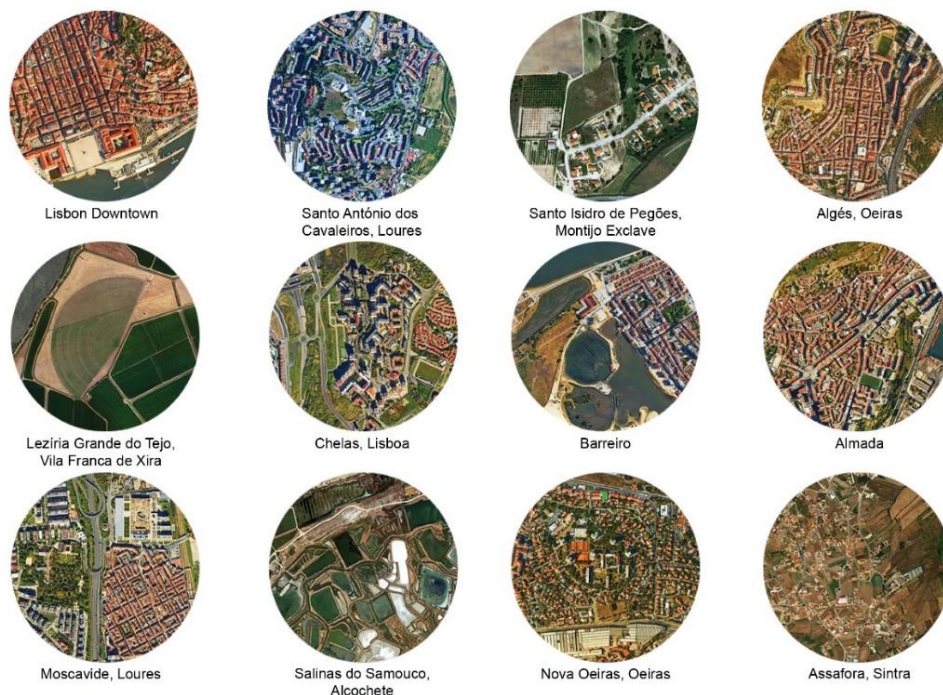 Lisbon Downtown
Santo António dos
Cavaleiros, Loures
Santo Isidro de Pegões,
Montijo Exclave
Algés, Oeiras
Lezíria Grande do Tejo,
Vila Franca de Xira
Chelas, Lisboa
Barreiro
Almada
Moscavide, Loures
Salinas do Samouco,
Alcochete
Nova Oeiras, Oeiras
Assafora, Sintra